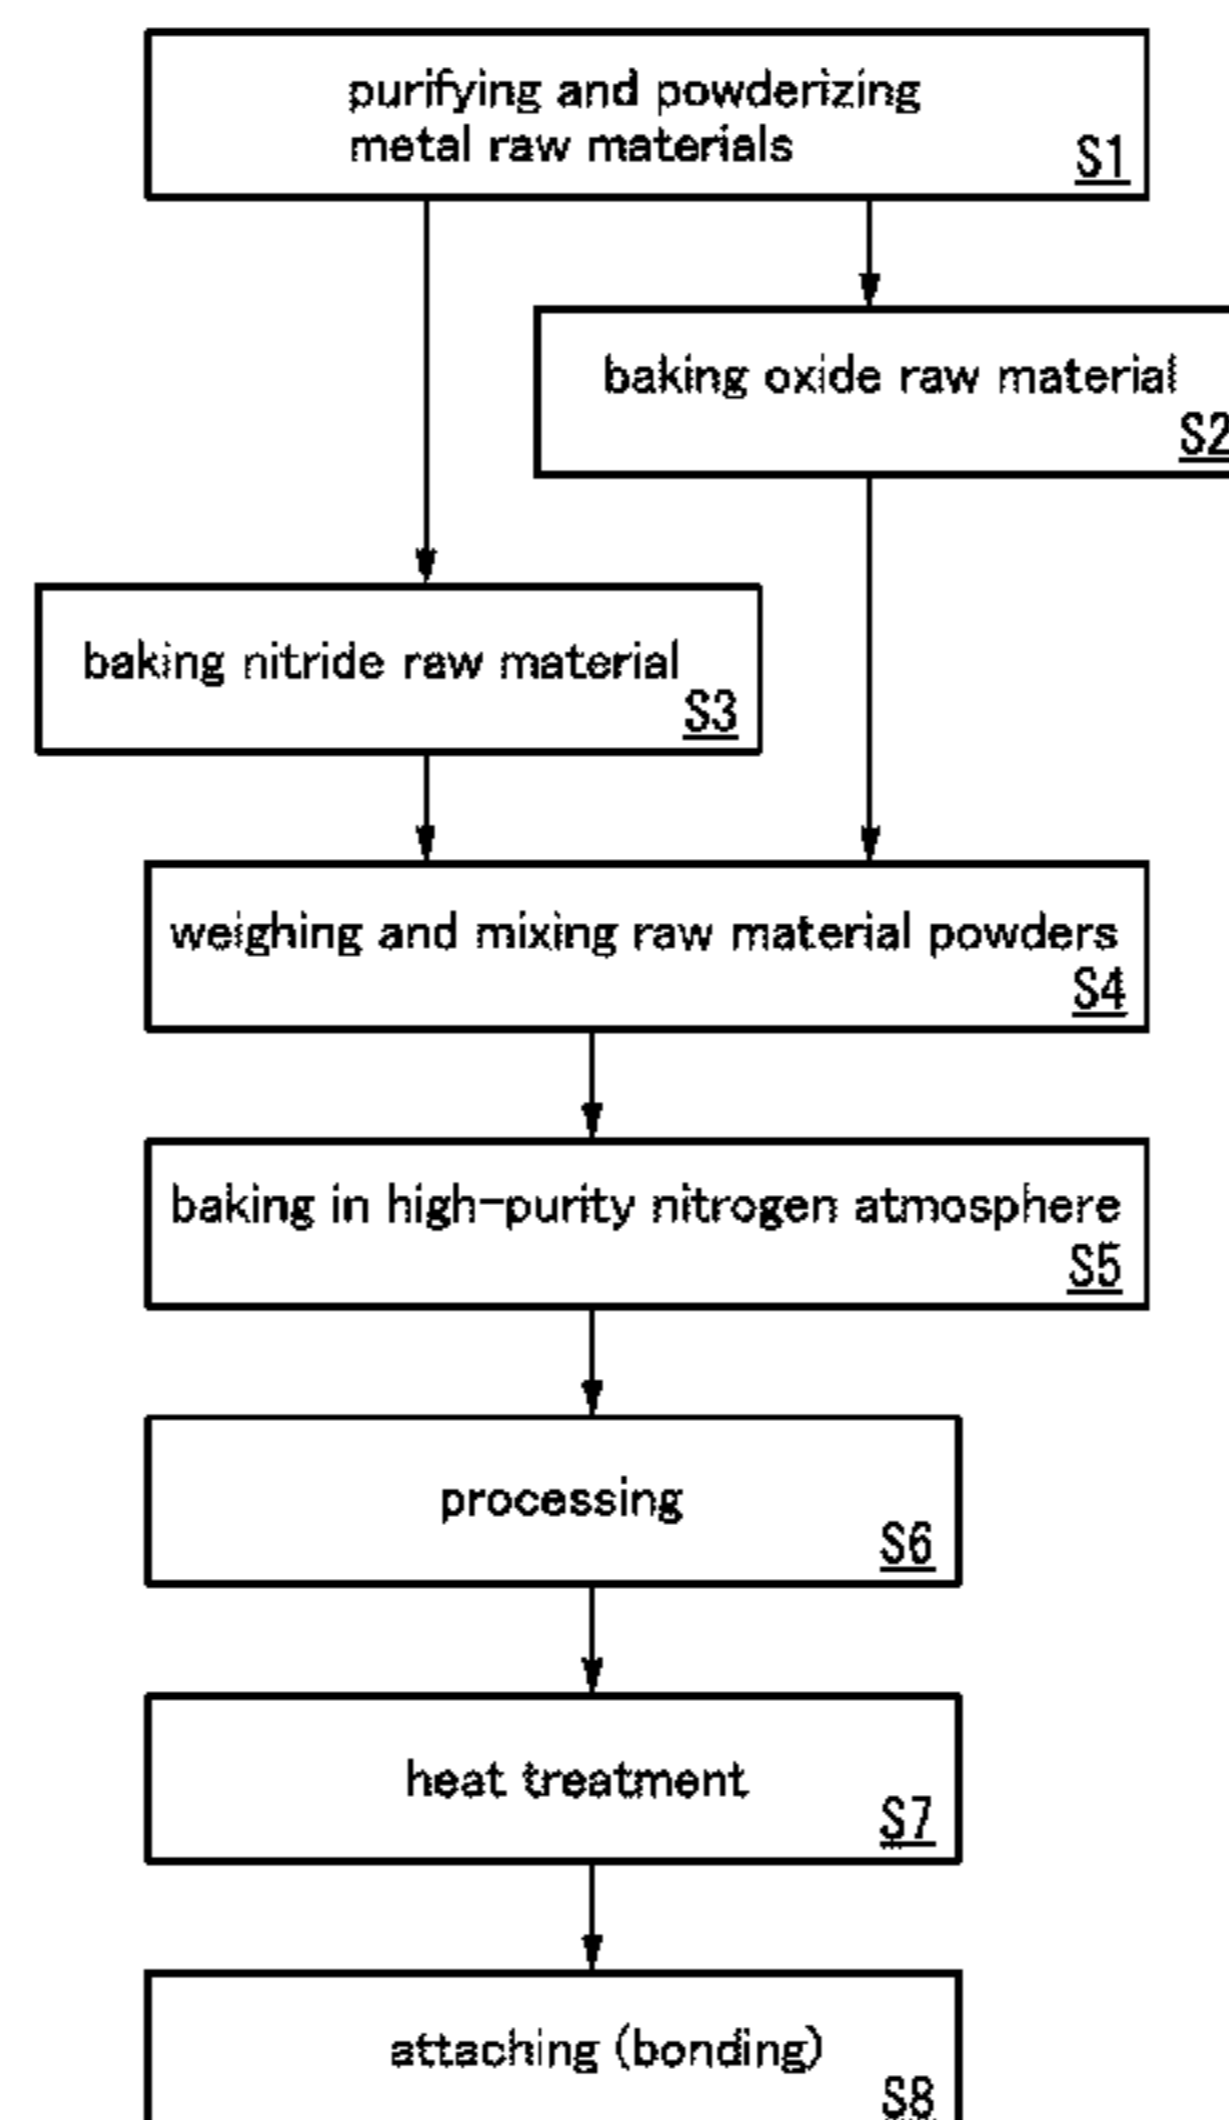 purifying and powderizing
metal raw materials
S1
baking oxide raw material
S2
baking nitride raw material
S3
weighing and mixing raw material powders
S4
baking in high-purity nitrogen atmosphere
S5
processing
S6
heat treatment
S7
attaching (bonding)
S8